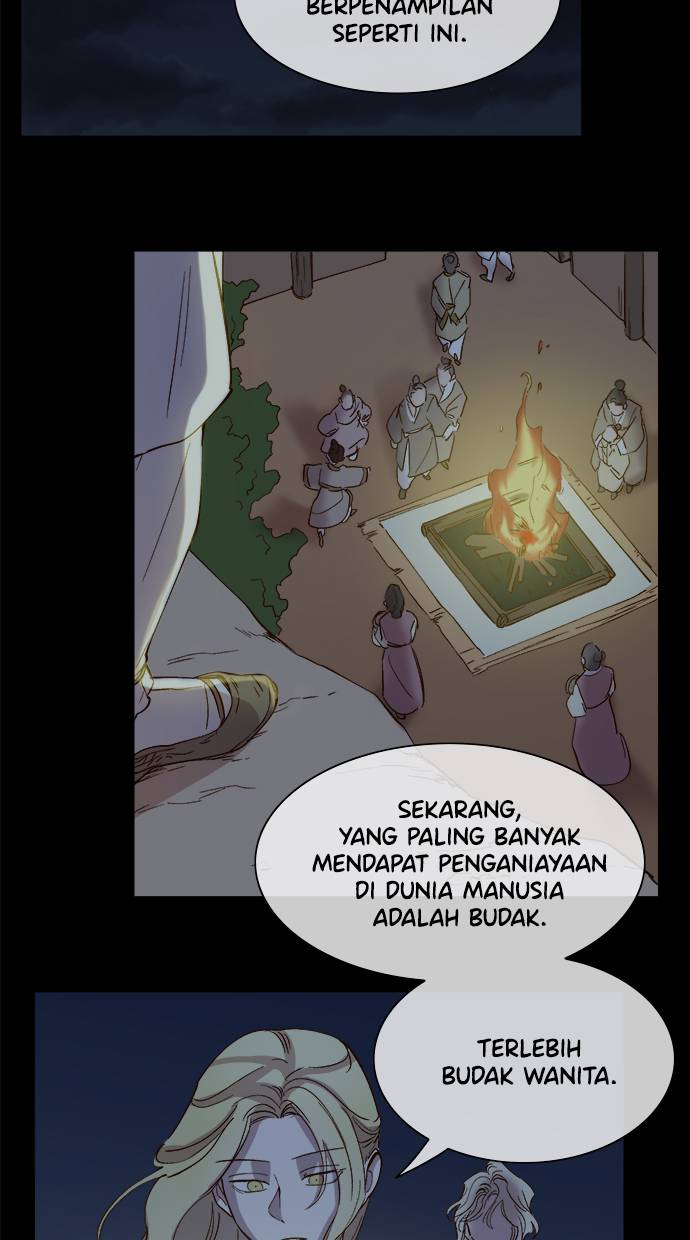 BERPENAMPILAN
SEPERTI INI.
SEKARANG,
YANG PALING BANYAK
MENDAPAT PENGANIAYAAN
DI DUNIA MANUSIA
ADALAH BUDAK.
TERLEBIH
BUDAK WANITA.